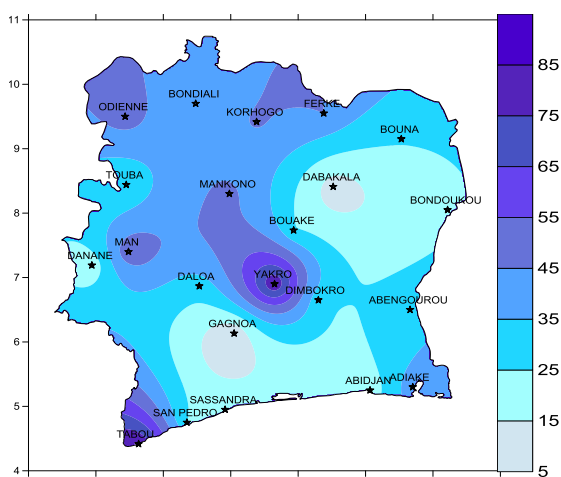 11
10
9
8
7
6
5
4
BONDIALI
ODIENNE
KORHOGO
FERKE
BOUNA
TOUBA
MANKONO
DABAKALA
BONDOUKOU
BOUAKE
MAN
DANANE
DALOA
YAKRO
DIMBOKRO
ABENGOUROU
GAGNOA
ABIDJAN
ADIAKE
SASSANDRA
SAN PEDRO
TABOU
85
75
65
55
45
35
25
15
5